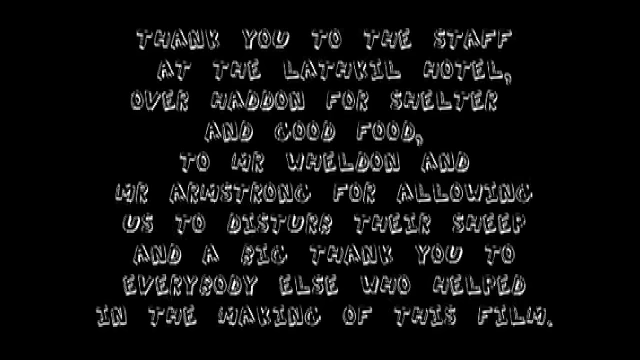 THANK YOU TO THE STAFF
AT THE LATHKIL HOTEL,
OVER HADDON FOR SHELTER
AND GOOD FOOD,
TO MR WHELDON AND
MR ARMSTRONG FOR ALLOWING
US TO DISTURB THEIR SHEEP
AND A BIG THANK YOU TO
EVERYBODY ELSE WHO HELPED
IN THE MAKING OF THIS FILM.